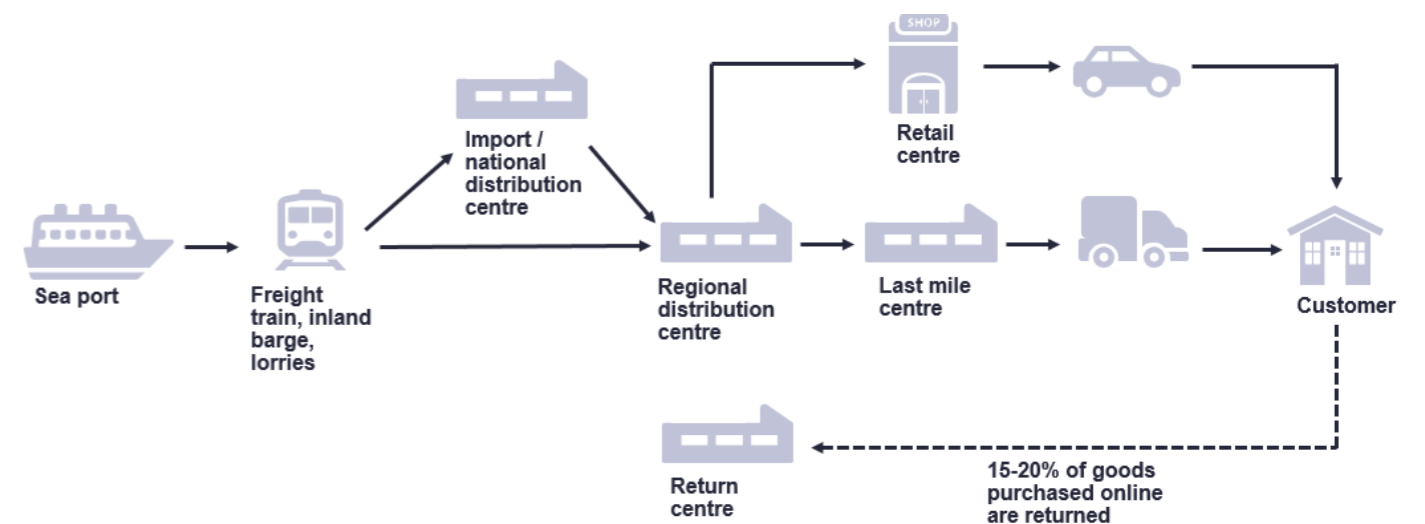 SHOP
Retail
centre
Import /
national
distribution
centre
Sea port
Freight
train, inland
barge,
lorries
Regional
distribution
centre
Last mile
centre
Customer
Return
centre
15-20% of goods
purchased online
are returned